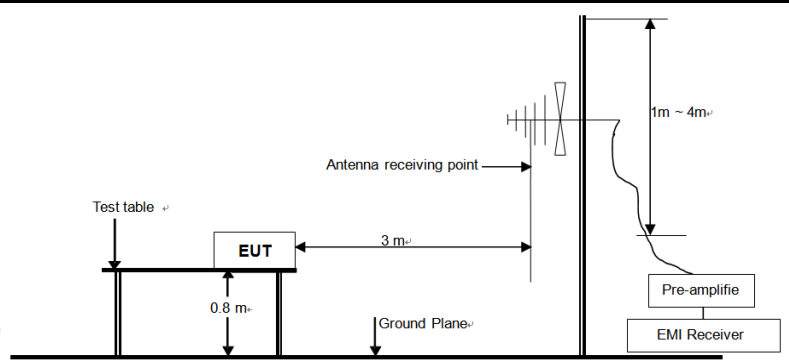 1m ~ 4m
Antenna receiving point
Test table
EUT
3 m
Pre-amplifie
0.8 m
Ground Plane
EMI Receiver